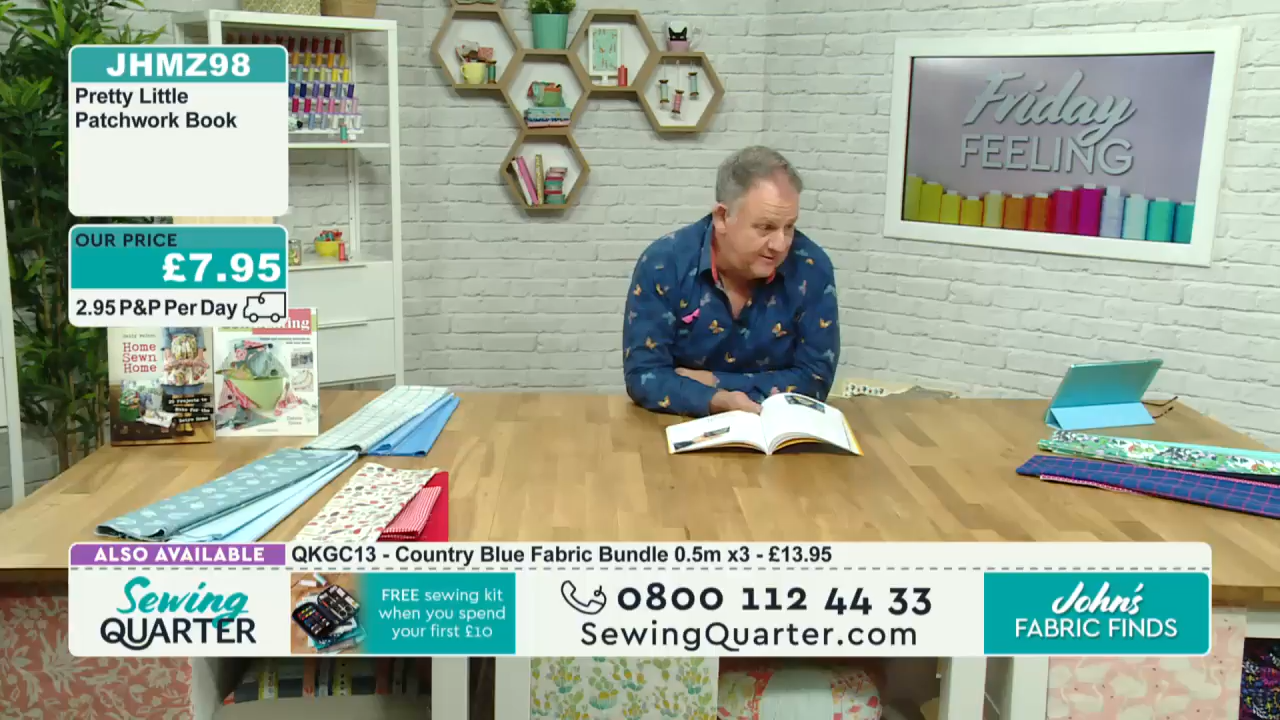 JHMZ98
Pretty Little
Patchwork Book
OUR PRICE
£7.95
2.95 P&P Per Day
Friday
FEELING
Home
Sewn
Home
ALSO AVAILABLE
QKGC13 - Country Blue Fabric Bundle 0.5m x3 - £13.95
Sewing
QUARTER
FREE sewing kit
when you spend
your first £10
0800 112 44 33
SewingQuarter.com
John's
FABRIC FINDS